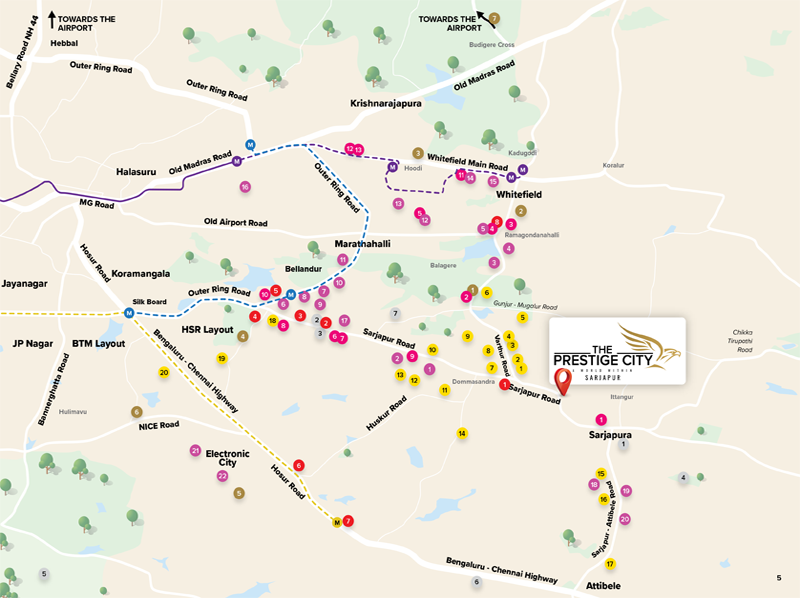 TOWARDS THE
AIRPORT
TOWARDS THE
AIRPORT
7
Hebbal
Budigere Cross
Bellary Road NH 44
Outer Ring Road
Outer Ring Road
Old Madras Road
Krishnarajapura
M
12 13
3
Whitefield Main Road
Kadugodi
Koralur
Halasuru
Old Madras Road
M
M
Hoodi
11 14
15
M
M
16
Outer Ring Road
Whitefield
MG Road
13
5
12
2
Old Airport Road
5 4 8 3
Ramagondanahalli
Marathahalli
4
Hosur Road
11
3
Koramangala
Bellandur
Balagere
Jayanagar
10
Outer Ring Road
10 5 M 8 7
6 9
2 1 6
Gunjur - Mugalur Road
Silk Board
M
7
5
4 18 8 3 2 2 17
3
HSR Layout
4
6 7
Sarjapur Road
9
4
3
Varthur Road
JP Nagar
BTM Layout
Bengaluru - Chennai Highway
19
2 9 10
8
2
1
7
THE
PRESTIGE CITY
A WORLD WITHIN
SARJAPUR
Chikka
Tirupathi
Road
20
1
13 12
11
Dommasandra
1
Sarjapur Road
Ittangur
Bannerghatta Road
Hulimavu
6
NICE Road
Huskur Road
14
1
Sarjapura
1
21
Electronic
City
22
6
5
Hosur Road
15
18
16
19
20
4
Sarjapur - Attibele Road
M 7
17
5
6
Bengaluru - Chennai Highway
Attibele
5